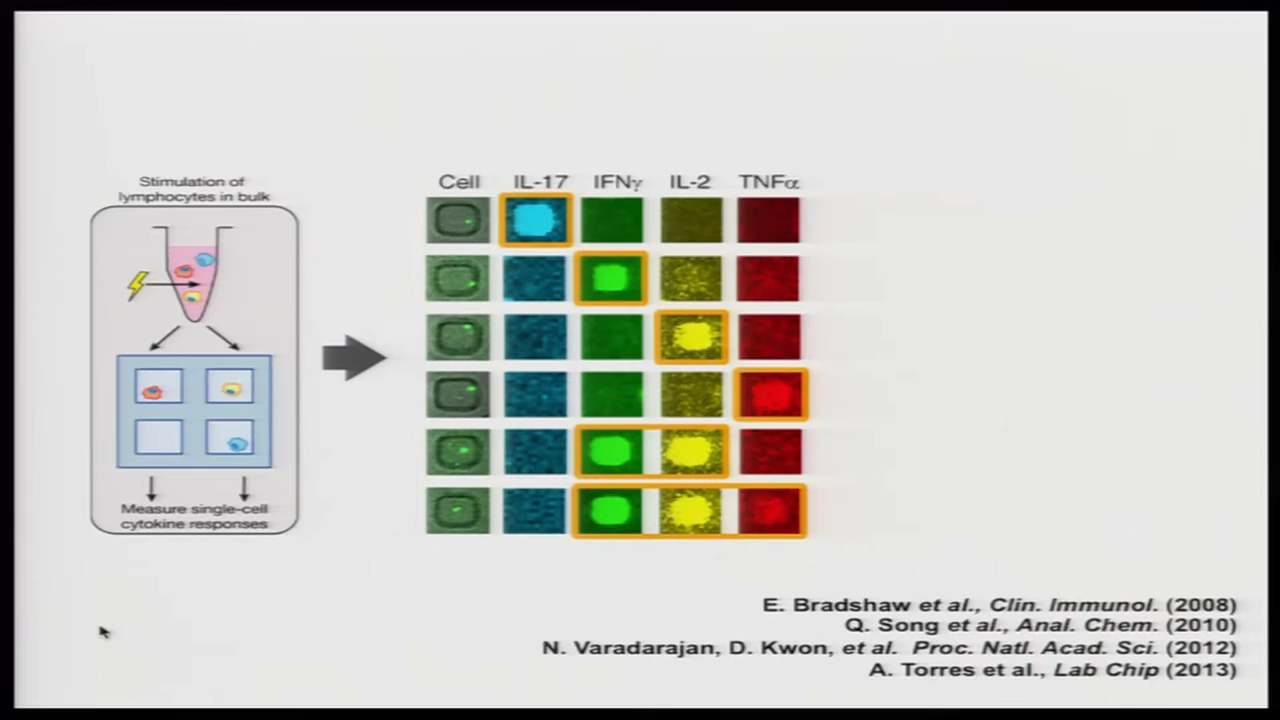 Stimulation of
lymphocytes in bulk
Measure single-cell
cytokine responses
Cell IL-17 IFNγ IL-2 TNFα
E. Bradshaw et al., Clin. Immunol. (2008)
Q. Song et al., Anal. Chem. (2010)
N. Varadarajan, D. Kwon, et al. Proc. Natl. Acad. Sci. (2012)
A. Torres et al., Lab Chip (2013)